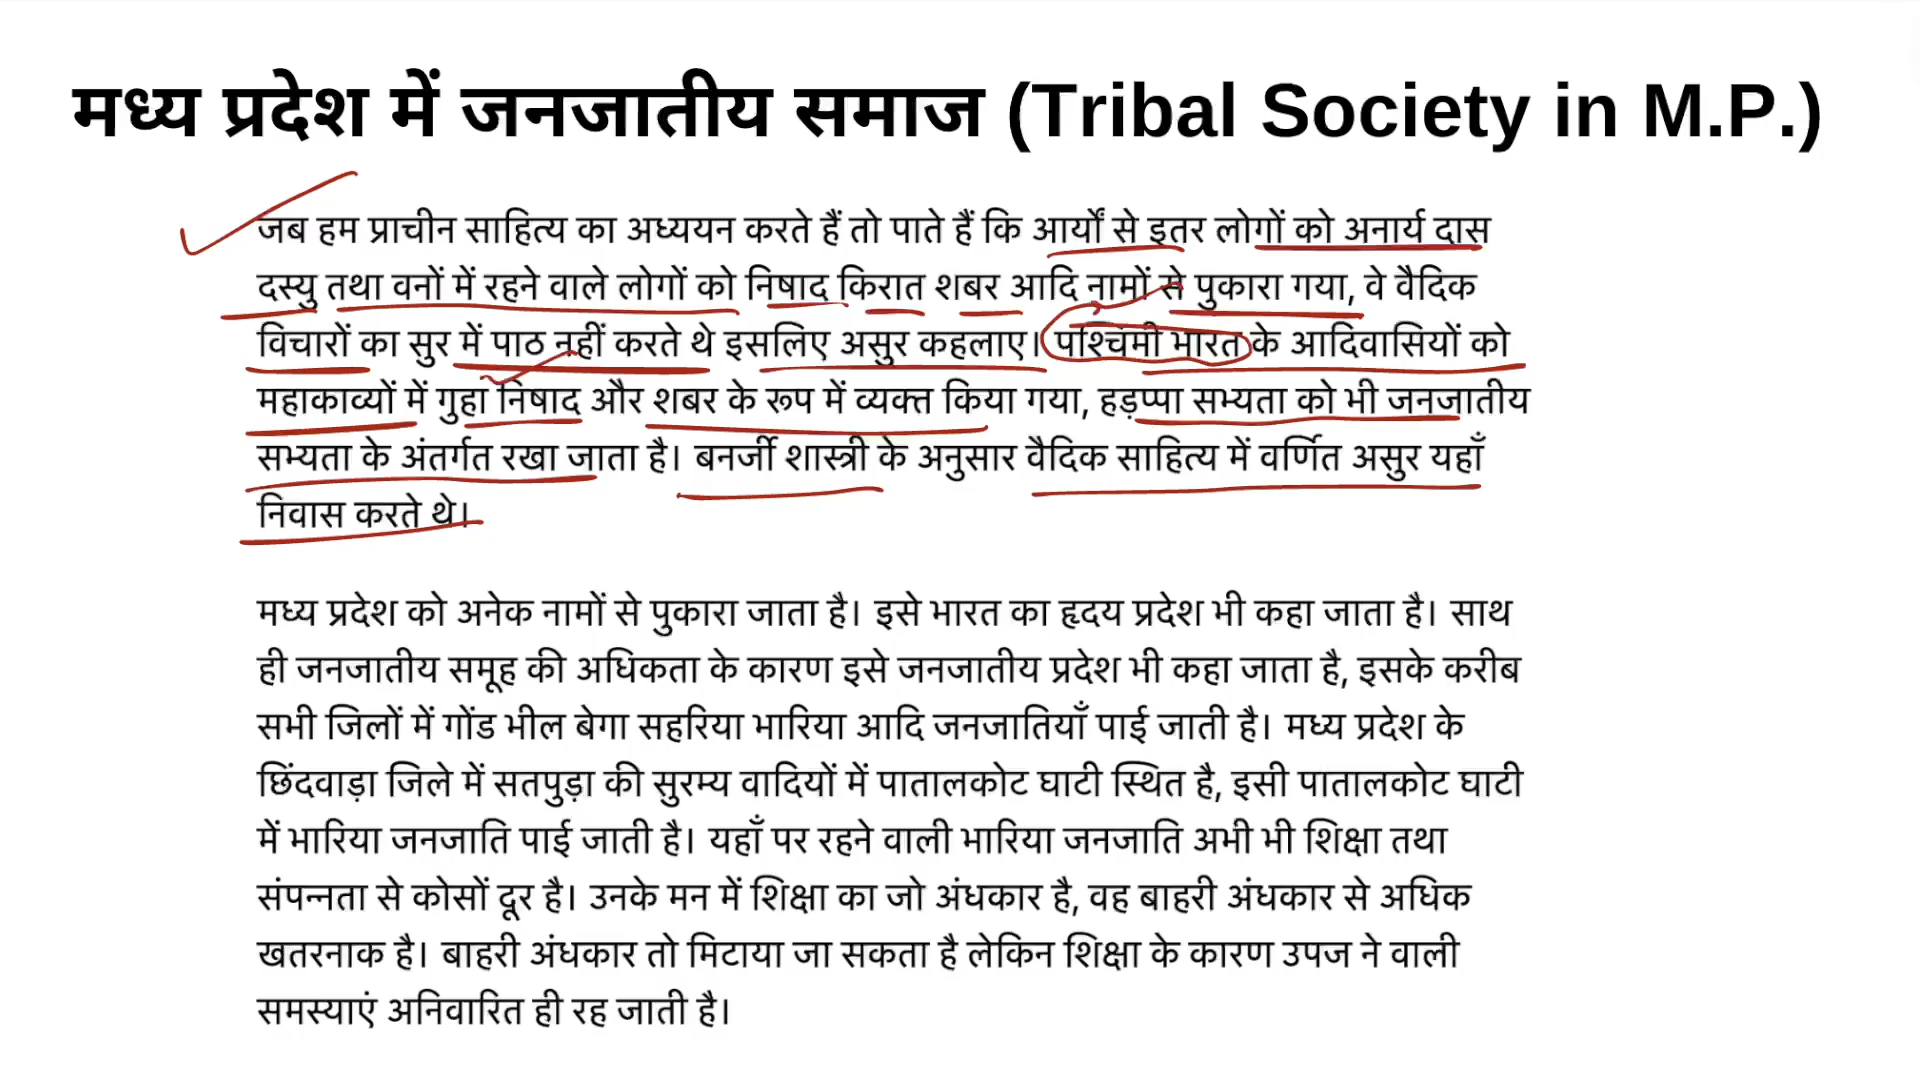 मध्य प्रदेश में जनजातीय समाज (Tribal Society in M.P.)
जब हम प्राचीन साहित्य का अध्ययन करते हैं तो पाते हैं कि आर्यों से इतर लोगों को अनार्य दास
दस्यु तथा वनों में रहने वाले लोगों को निषाद किरात शबर आदि नामों से पुकारा गया, वे वैदिक
विचारों का सुर में पाठ नहीं करते थे इसलिए असुर कहलाए। पश्चिमी भारत के आदिवासियों को
महाकाव्यों में गुहा निषाद और शबर के रूप में व्यक्त किया गया, हड़प्पा सभ्यता को भी जनजातीय
सभ्यता के अंतर्गत रखा जाता है। बनर्जी शास्त्री के अनुसार वैदिक साहित्य में वर्णित असुर यहाँ
निवास करते थे।
मध्य प्रदेश को अनेक नामों से पुकारा जाता है। इसे भारत का हृदय प्रदेश भी कहा जाता है। साथ
ही जनजातीय समूह की अधिकता के कारण इसे जनजातीय प्रदेश भी कहा जाता है, इसके करीब
सभी जिलों में गोंड भील बेगा सहरिया भारिया आदि जनजातियाँ पाई जाती है। मध्य प्रदेश के
छिंदवाड़ा जिले में सतपुड़ा की सुरम्य वादियों में पातालकोट घाटी स्थित है, इसी पातालकोट घाटी
में भारिया जनजाति पाई जाती है। यहाँ पर रहने वाली भारिया जनजाति अभी भी शिक्षा तथा
संपन्नता से कोसों दूर है। उनके मन में शिक्षा का जो अंधकार है, वह बाहरी अंधकार से अधिक
खतरनाक है। बाहरी अंधकार तो मिटाया जा सकता है लेकिन शिक्षा के कारण उपज ने वाली
समस्याएं अनिवारित ही रह जाती है।